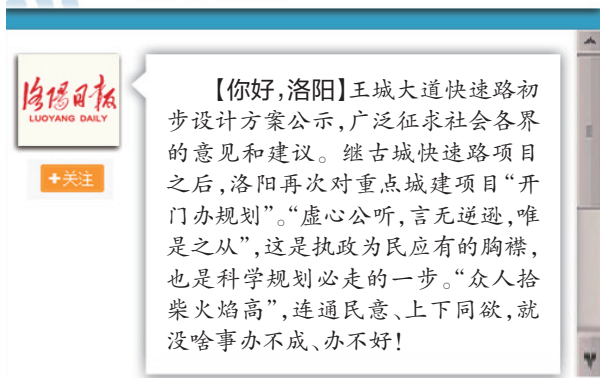 洛阳日报
LUOYANG DAILY
+关注
【你好,洛阳】王城大道快速路初
步设计方案公示,广泛征求社会各界
的意见和建议。继古城快速路项目
之后,洛阳再次对重点城建项目“开
门办规划”。“虚心公听,言无逆逊,唯
是之从”,这是执政为民应有的胸襟,
也是科学规划必走的一步。“众人拾
柴火焰高”,连通民意、上下同欲,就
没啥事办不成、办不好!